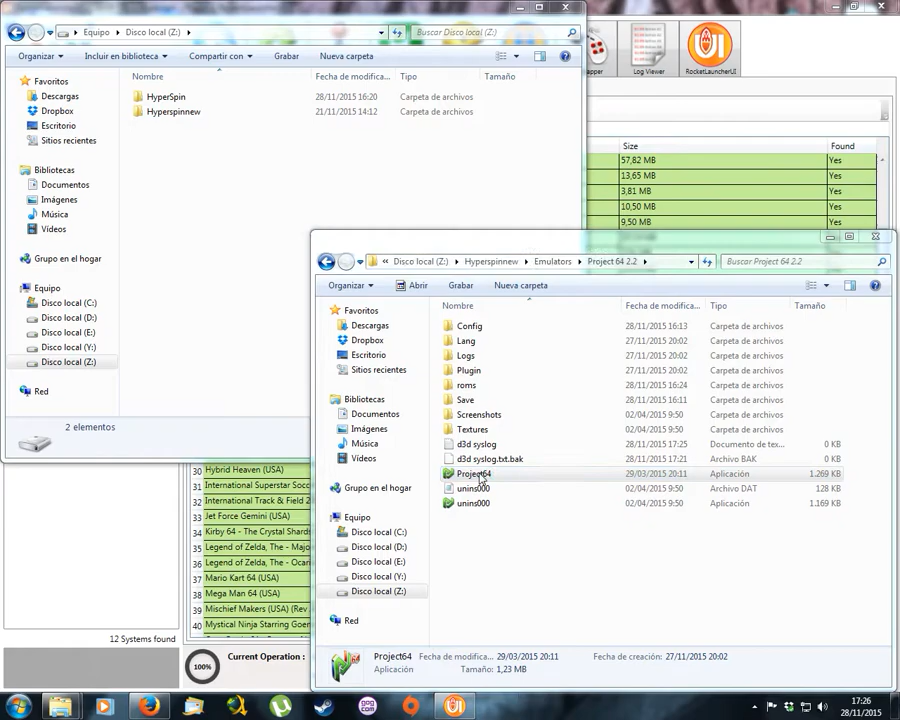 Equipo ▸ Disco local (Z:) ▸
Buscar Disco local (Z:)
Organizar
Incluir en biblioteca
Compartir con
Grabar
Nueva carpeta
Nombre
Fecha de modifica...
Tipo
Tamaño
HyperSpin
28/11/2015 16:20
Carpeta de archivos
Hyperspinnew
21/11/2015 14:12
Carpeta de archivos
Favoritos
Descargas
Dropbox
Escritorio
Sitios recientes
Bibliotecas
Documentos
Imágenes
Música
Vídeos
Grupo en el hogar
Equipo
Disco local (C:)
Disco local (D:)
Disco local (E:)
Disco local (Y:)
Disco local (Z:)
Red
2 elementos
Log Viewer
RocketLauncherUI
Size
Found
57,82 MB
Yes
13,65 MB
Yes
3,81 MB
Yes
10,50 MB
Yes
9,50 MB
Yes
« Disco local (Z:) ▸ Hyperspinnew ▸ Emulators ▸ Project 64 2.2 ▸
Buscar Project 64 2.2
Organizar
Abrir
Grabar
Nueva carpeta
Nombre
Fecha de modifica...
Tipo
Tamaño
Config
28/11/2015 16:13
Carpeta de archivos
Lang
27/11/2015 20:02
Carpeta de archivos
Logs
27/11/2015 20:02
Carpeta de archivos
Plugin
27/11/2015 20:02
Carpeta de archivos
roms
28/11/2015 16:24
Carpeta de archivos
Save
28/11/2015 16:25
Carpeta de archivos
Screenshots
02/04/2015 9:50
Carpeta de archivos
Textures
02/04/2015 9:50
Carpeta de archivos
d3d syslog
28/11/2015 17:25
Documento de tex...
0 KB
d3d syslog.txt.bak
28/11/2015 17:21
Archivo BAK
0 KB
Project64
29/03/2015 20:11
Aplicación
1.269 KB
unins000
02/04/2015 9:50
Archivo DAT
128 KB
unins000
02/04/2015 9:50
Aplicación
1.169 KB
Favoritos
Descargas
Dropbox
Escritorio
Sitios recientes
Bibliotecas
Documentos
Imágenes
Música
Vídeos
Grupo en el hogar
Equipo
Disco local (C:)
Disco local (D:)
Disco local (E:)
Disco local (Y:)
Disco local (Z:)
Red
Project64
Fecha de modifica... 29/03/2015 20:11
Fecha de creación: 27/11/2015 20:02
Aplicación
Tamaño: 1,23 MB
30 Hybrid Heaven (USA)
31 International Superstar Soccer
32 International Track & Field 2
33 Jet Force Gemini (USA)
34 Kirby 64 - The Crystal Shards
35 Legend of Zelda, The - Majo
36 Legend of Zelda, The - Ocari
37 Mario Kart 64 (USA)
38 Mega Man 64 (USA)
39 Mischief Makers (USA) (Rev
40 Mystical Ninja Starring Goem
12 Systems found
100%
Current Operation :
17:26
28/11/2015